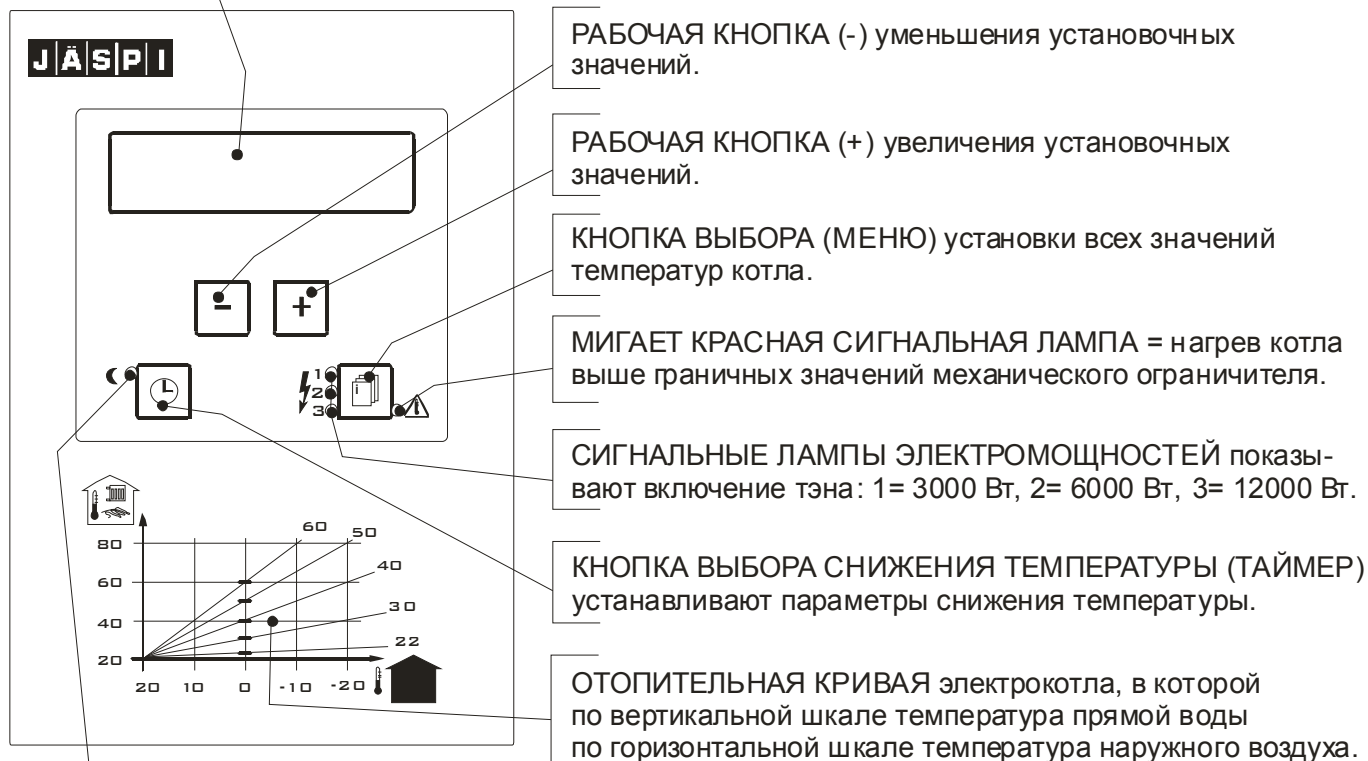 JÄSPI
РАБОЧАЯ КНОПКА (-) уменьшения установочных
значений.
РАБОЧАЯ КНОПКА (+) увеличения установочных
значений.
КНОПКА ВЫБОРА (МЕНЮ) установки всех значений
температур котла.
МИГАЕТ КРАСНАЯ СИГНАЛЬНАЯ ЛАМПА = нагрев котла
выше граничных значений механического ограничителя.
СИГНАЛЬНЫЕ ЛАМПЫ ЭЛЕКТРОМОЩНОСТЕЙ показы-
вают включение тэна: 1= 3000 Вт, 2= 6000 Вт, 3= 12000 Вт.
КНОПКА ВЫБОРА СНИЖЕНИЯ ТЕМПЕРАТУРЫ (ТАЙМЕР)
устанавливают параметры снижения температуры.
ОТОПИТЕЛЬНАЯ КРИВАЯ электрокотла, в которой
по вертикальной шкале температура прямой воды
по горизонтальной шкале температура наружного воздуха.
- +
1
2
3
i
60 50
80
40
60
30
40
22
20
20 10 0 -10 -20